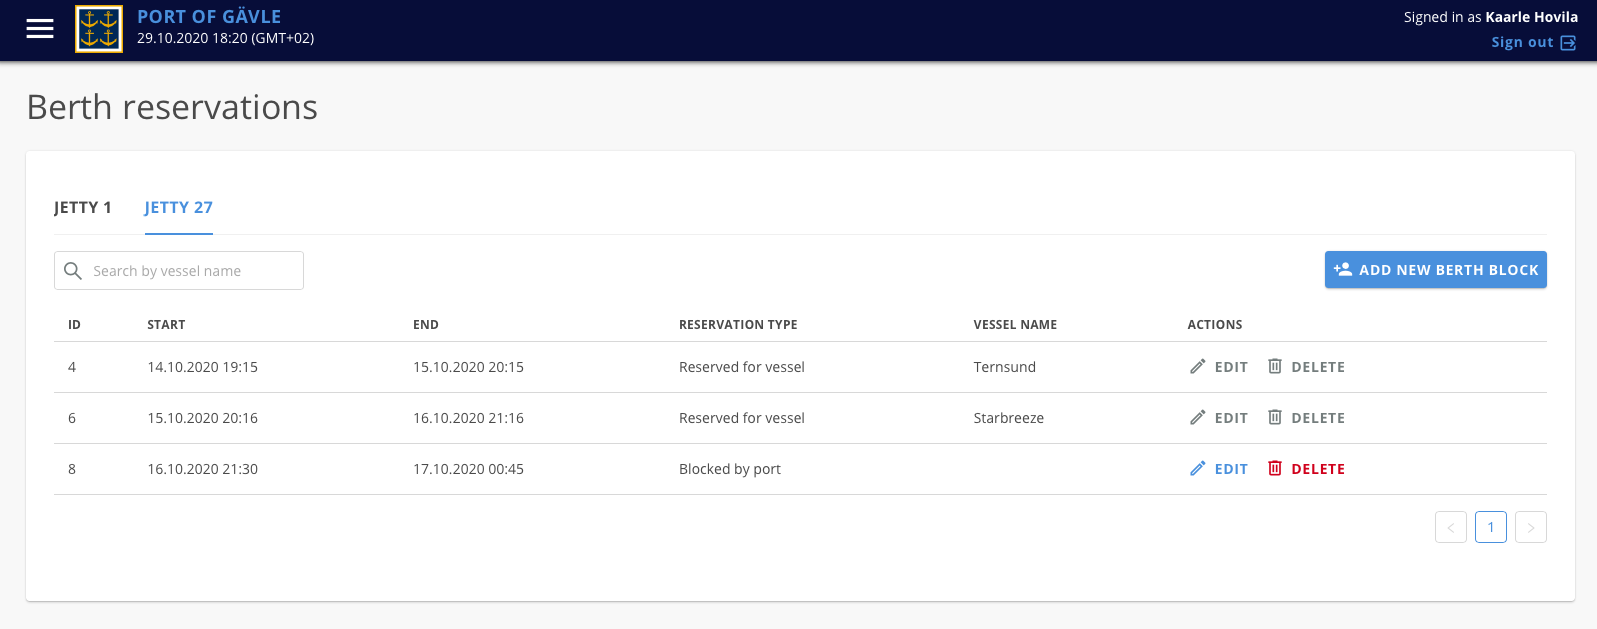 PORT OF GÄVLE
29.10.2020 18:20 (GMT+02)
Signed in as Kaarle Hovila
Sign out
Berth reservations
JETTY 1 JETTY 27
Search by vessel name
ADD NEW BERTH BLOCK
ID START END RESERVATION TYPE VESSEL NAME ACTIONS
4 14.10.2020 19:15 15.10.2020 20:15 Reserved for vessel Ternsund EDIT DELETE
6 15.10.2020 20:16 16.10.2020 21:16 Reserved for vessel Starbreeze EDIT DELETE
8 16.10.2020 21:30 17.10.2020 00:45 Blocked by port EDIT DELETE
< 1 >